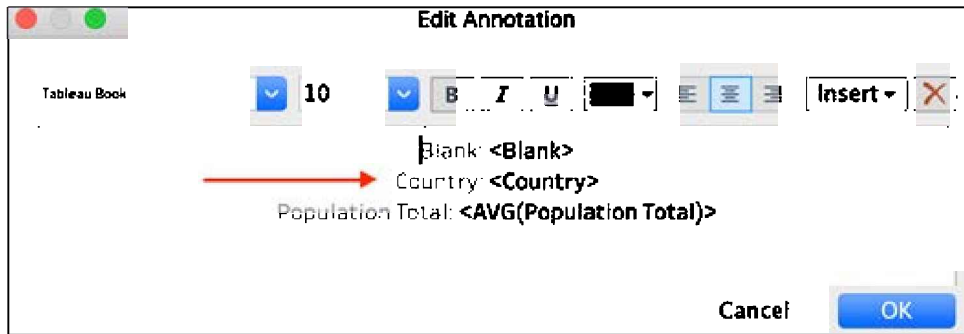 Edit Annotation
Tableau Book 10 B I U Insert
Blank: <Blank>
Country: <Country>
Population Total: <AVG(Population Total)>
Cancel OK